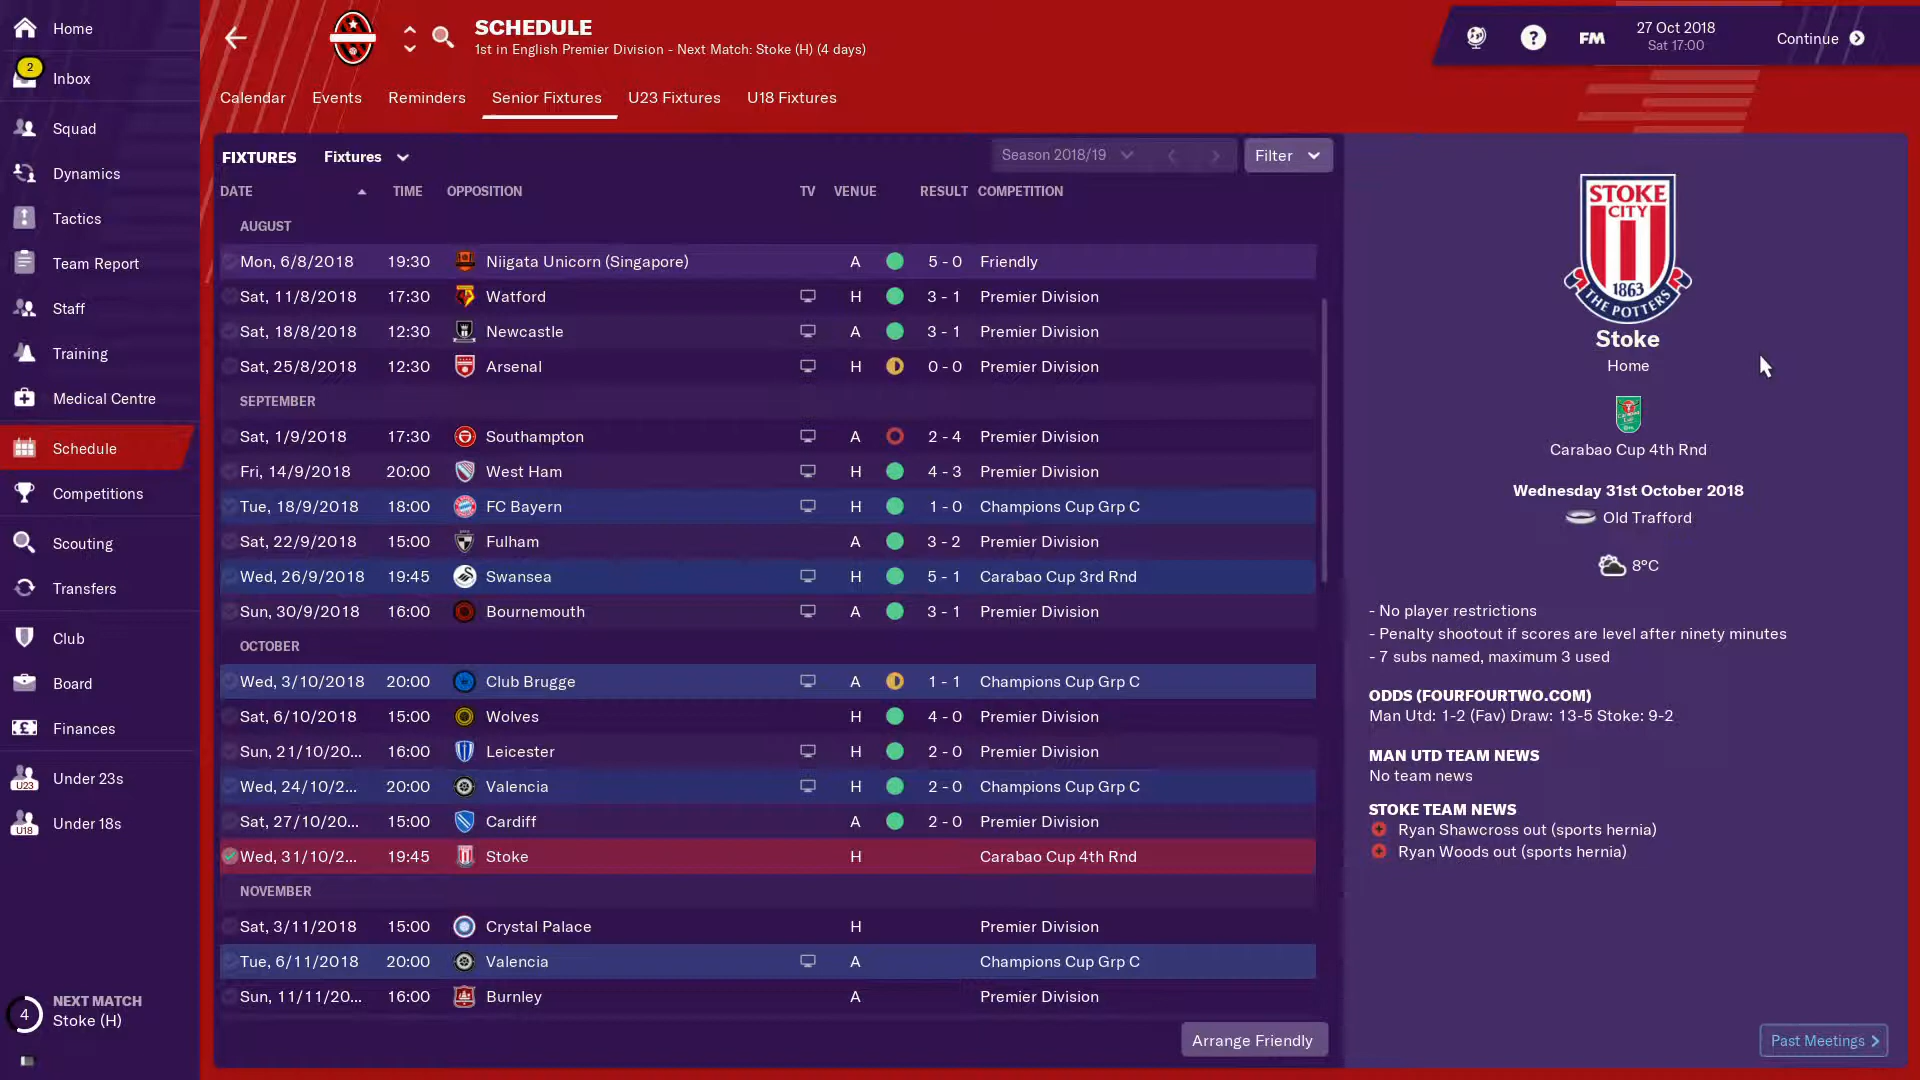 Home
SCHEDULE
1st in English Premier Division - Next Match: Stoke (H) (4 days)
FM
27 Oct 2018
Sat 17:00
Continue
2
Inbox
Calendar Events Reminders Senior Fixtures U23 Fixtures U18 Fixtures
Squad
Dynamics
Tactics
Team Report
Staff
Training
Medical Centre
Schedule
Competitions
Scouting
Transfers
Club
Board
Finances
U23 Under 23s
U18 Under 18s
4
NEXT MATCH
Stoke (H)
FIXTURES Fixtures Season 2018/19 Filter
DATE TIME OPPOSITION TV VENUE RESULT COMPETITION
AUGUST
Mon, 6/8/2018 19:30 Niigata Unicorn (Singapore) A 5 - 0 Friendly
Sat, 11/8/2018 17:30 Watford H 3 - 1 Premier Division
Sat, 18/8/2018 12:30 Newcastle A 3 - 1 Premier Division
Sat, 25/8/2018 12:30 Arsenal H 0 - 0 Premier Division
SEPTEMBER
Sat, 1/9/2018 17:30 Southampton A 2 - 4 Premier Division
Fri, 14/9/2018 20:00 West Ham H 4 - 3 Premier Division
Tue, 18/9/2018 18:00 FC Bayern H 1 - 0 Champions Cup Grp C
Sat, 22/9/2018 15:00 Fulham A 3 - 2 Premier Division
Wed, 26/9/2018 19:45 Swansea H 5 - 1 Carabao Cup 3rd Rnd
Sun, 30/9/2018 16:00 Bournemouth A 3 - 1 Premier Division
OCTOBER
Wed, 3/10/2018 20:00 Club Brugge A 1 - 1 Champions Cup Grp C
Sat, 6/10/2018 15:00 Wolves H 4 - 0 Premier Division
Sun, 21/10/20... 16:00 Leicester H 2 - 0 Premier Division
Wed, 24/10/2... 20:00 Valencia H 2 - 0 Champions Cup Grp C
Sat, 27/10/20... 15:00 Cardiff A 2 - 0 Premier Division
Wed, 31/10/2... 19:45 Stoke H Carabao Cup 4th Rnd
NOVEMBER
Sat, 3/11/2018 15:00 Crystal Palace H Premier Division
Tue, 6/11/2018 20:00 Valencia A Champions Cup Grp C
Sun, 11/11/20... 16:00 Burnley A Premier Division
Arrange Friendly
STOKE
CITY
1863
THE POTTERS
Stoke
Home
Carabao Cup 4th Rnd
Wednesday 31st October 2018
Old Trafford
8°C
- No player restrictions
- Penalty shootout if scores are level after ninety minutes
- 7 subs named, maximum 3 used
ODDS (FOURFOURTWO.COM)
Man Utd: 1-2 (Fav) Draw: 13-5 Stoke: 9-2
MAN UTD TEAM NEWS
No team news
STOKE TEAM NEWS
Ryan Shawcross out (sports hernia)
Ryan Woods out (sports hernia)
Past Meetings